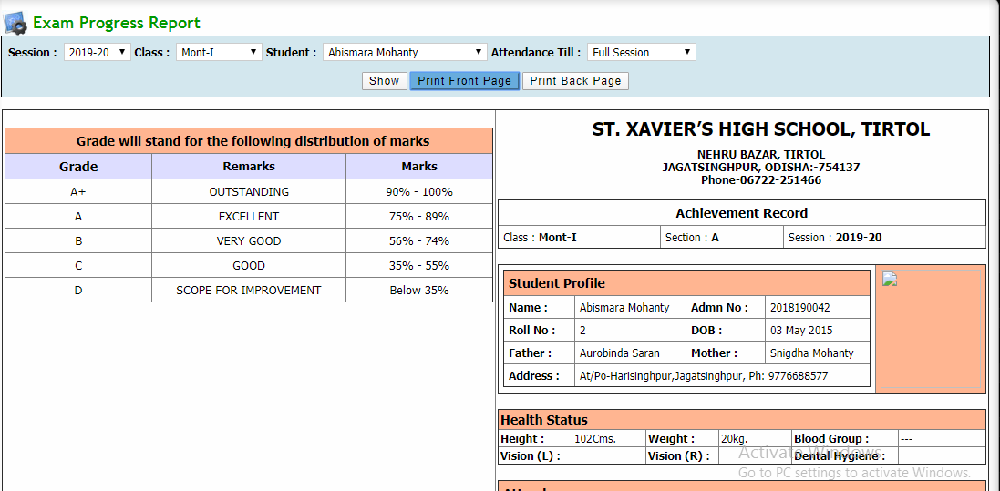 Exam Progress Report
Session : 2019-20 Class : Mont-I Student : Abismara Mohanty Attendance Till : Full Session
Show Print Front Page Print Back Page
Grade will stand for the following distribution of marks
Grade Remarks Marks
A+ OUTSTANDING 90% - 100%
A EXCELLENT 75% - 89%
B VERY GOOD 56% - 74%
C GOOD 35% - 55%
D SCOPE FOR IMPROVEMENT Below 35%
ST. XAVIER’S HIGH SCHOOL, TIRTOL
NEHRU BAZAR, TIRTOL
JAGATSINGHPUR, ODISHA:-754137
Phone-06722-251466
Achievement Record
Class : Mont-I Section : A Session : 2019-20
Student Profile
Name : Abismara Mohanty Admn No : 2018190042
Roll No : 2 DOB : 03 May 2015
Father : Aurobinda Saran Mother : Snigdha Mohanty
Address : At/Po-Harisinghpur,Jagatsinghpur, Ph: 9776688577
Health Status
Height : 102Cms. Weight : 20kg. Blood Group : ---
Vision (L) : Vision (R) : Dental Hygiene :
Activate Windows
Go to PC settings to activate Windows.